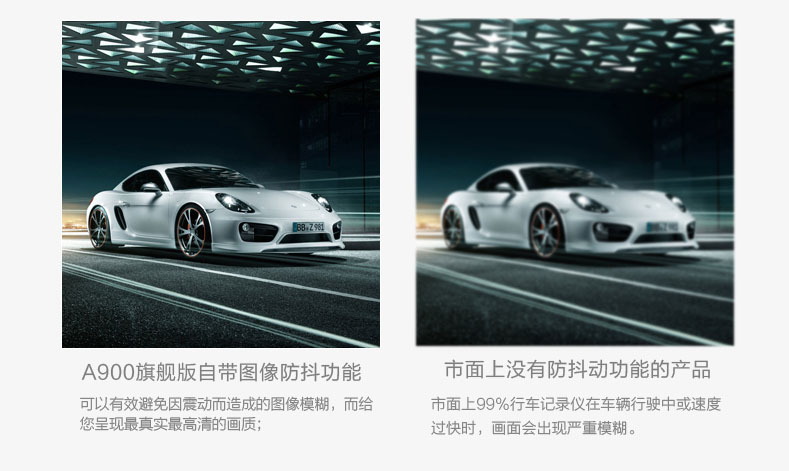 BB Z 981
A900旗舰版自带图像防抖功能
可以有效避免因震动而造成的图像模糊，而给
您呈现最真实最高清的画质；
市面上没有防抖动功能的产品
市面上99%行车记录仪在车辆行驶中或速度
过快时，画面会出现严重模糊。